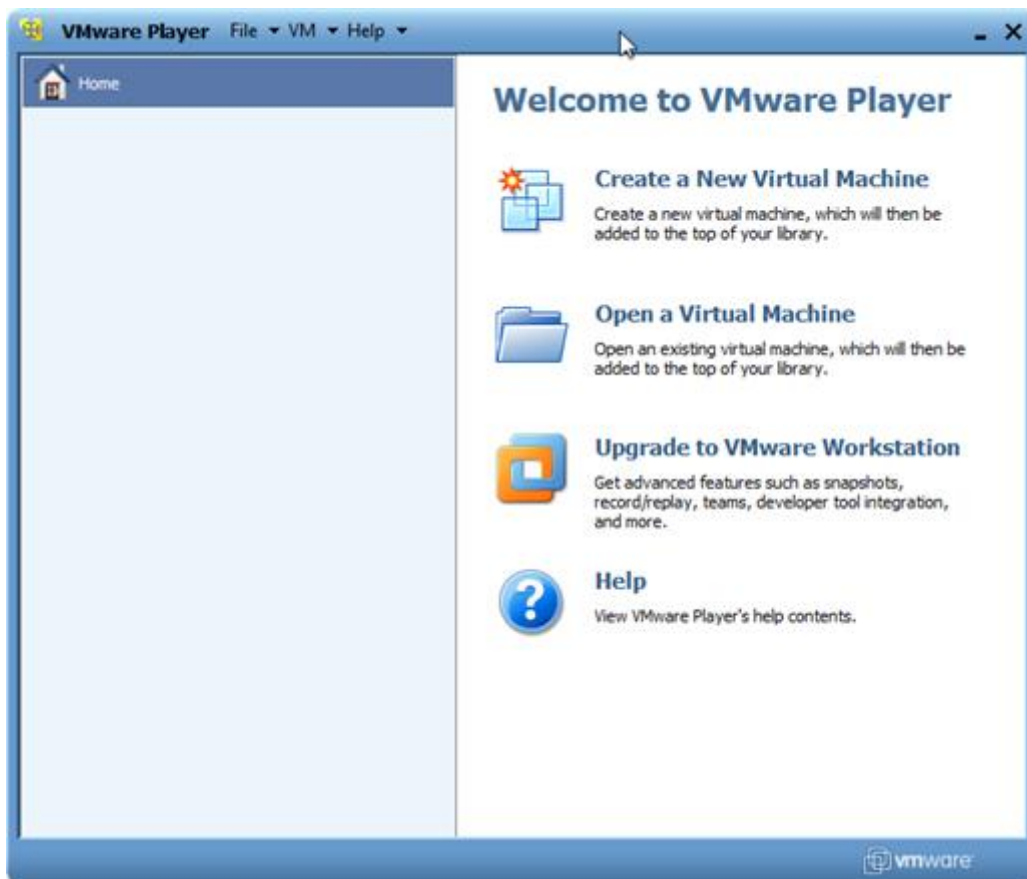 VMware Player File VM Help
Home
Welcome to VMware Player
Create a New Virtual Machine
Create a new virtual machine, which will then be
added to the top of your library.
Open a Virtual Machine
Open an existing virtual machine, which will then be
added to the top of your library.
Upgrade to VMware Workstation
Get advanced features such as snapshots,
record/replay, teams, developer tool integration,
and more.
Help
View VMware Player's help contents.
vmware